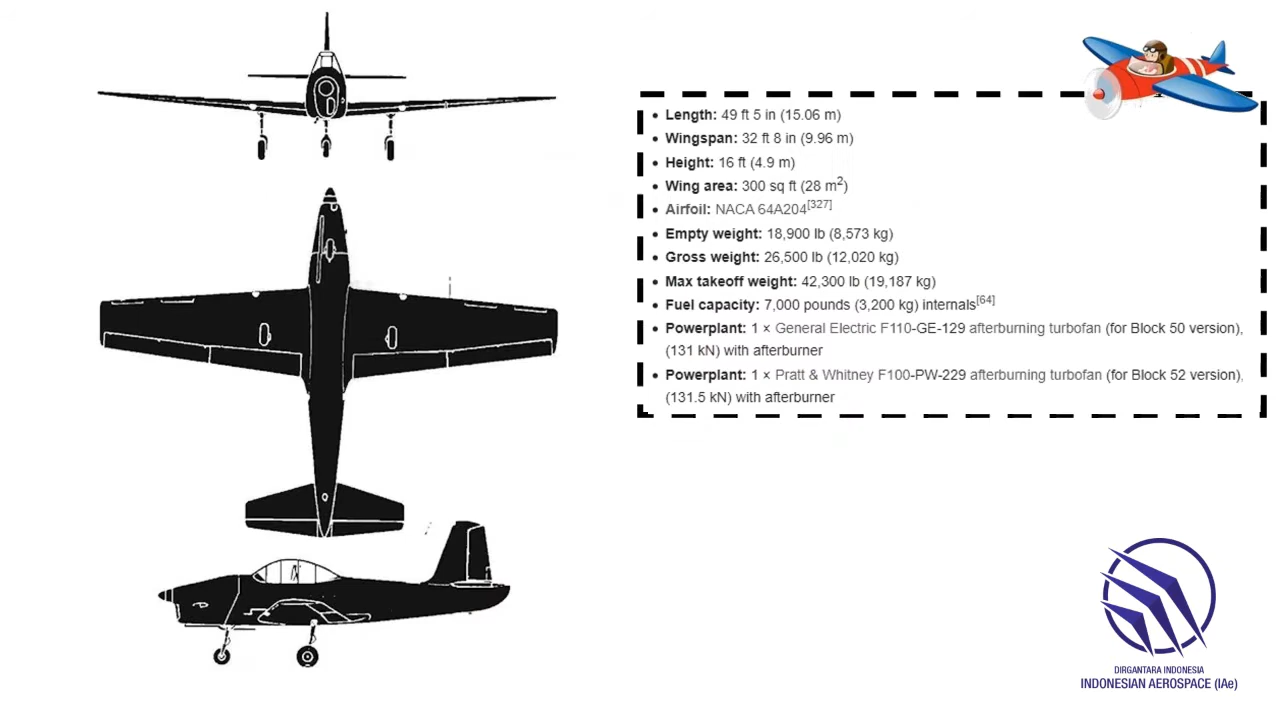 Length: 49 ft 5 in (15.06 m)
Wingspan: 32 ft 8 in (9.96 m)
Height: 16 ft (4.9 m)
Wing area: 300 sq ft (28 m²)
Airfoil: NACA 64A204[327]
Empty weight: 18,900 lb (8,573 kg)
Gross weight: 26,500 lb (12,020 kg)
Max takeoff weight: 42,300 lb (19,187 kg)
Fuel capacity: 7,000 pounds (3,200 kg) internals[64]
Powerplant: 1 × General Electric F110-GE-129 afterburning turbofan (for Block 50 version),
(131 kN) with afterburner
Powerplant: 1 × Pratt & Whitney F100-PW-229 afterburning turbofan (for Block 52 version),
(131.5 kN) with afterburner
DIRGANTARA INDONESIA
INDONESIAN AEROSPACE (IAe)